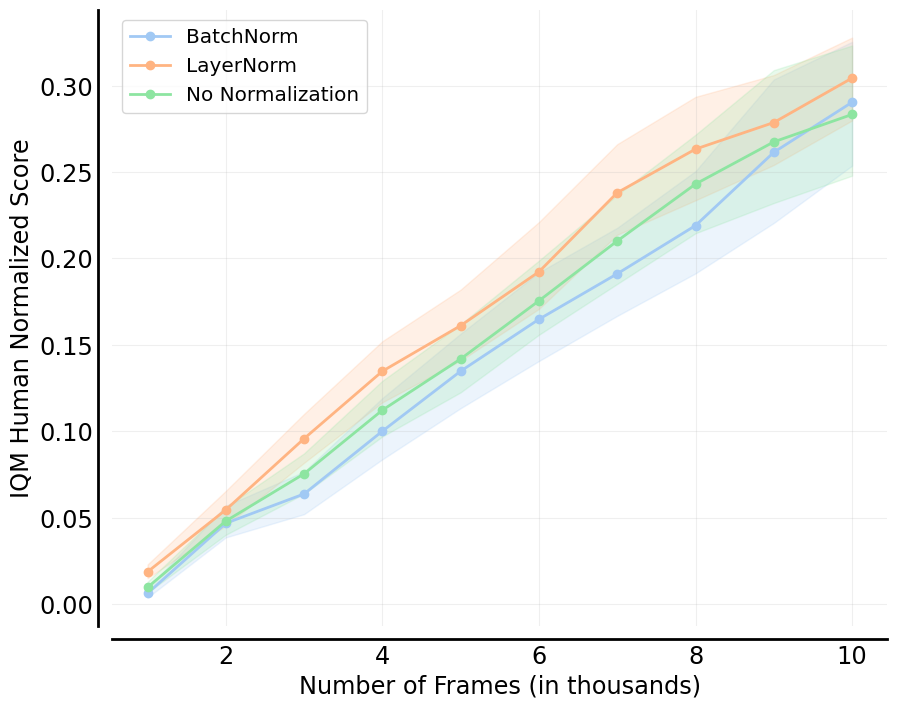 BatchNorm
LayerNorm
No Normalization
IQM Human Normalized Score
0.30
0.25
0.20
0.15
0.10
0.05
0.00
2 4 6 8 10
Number of Frames (in thousands)